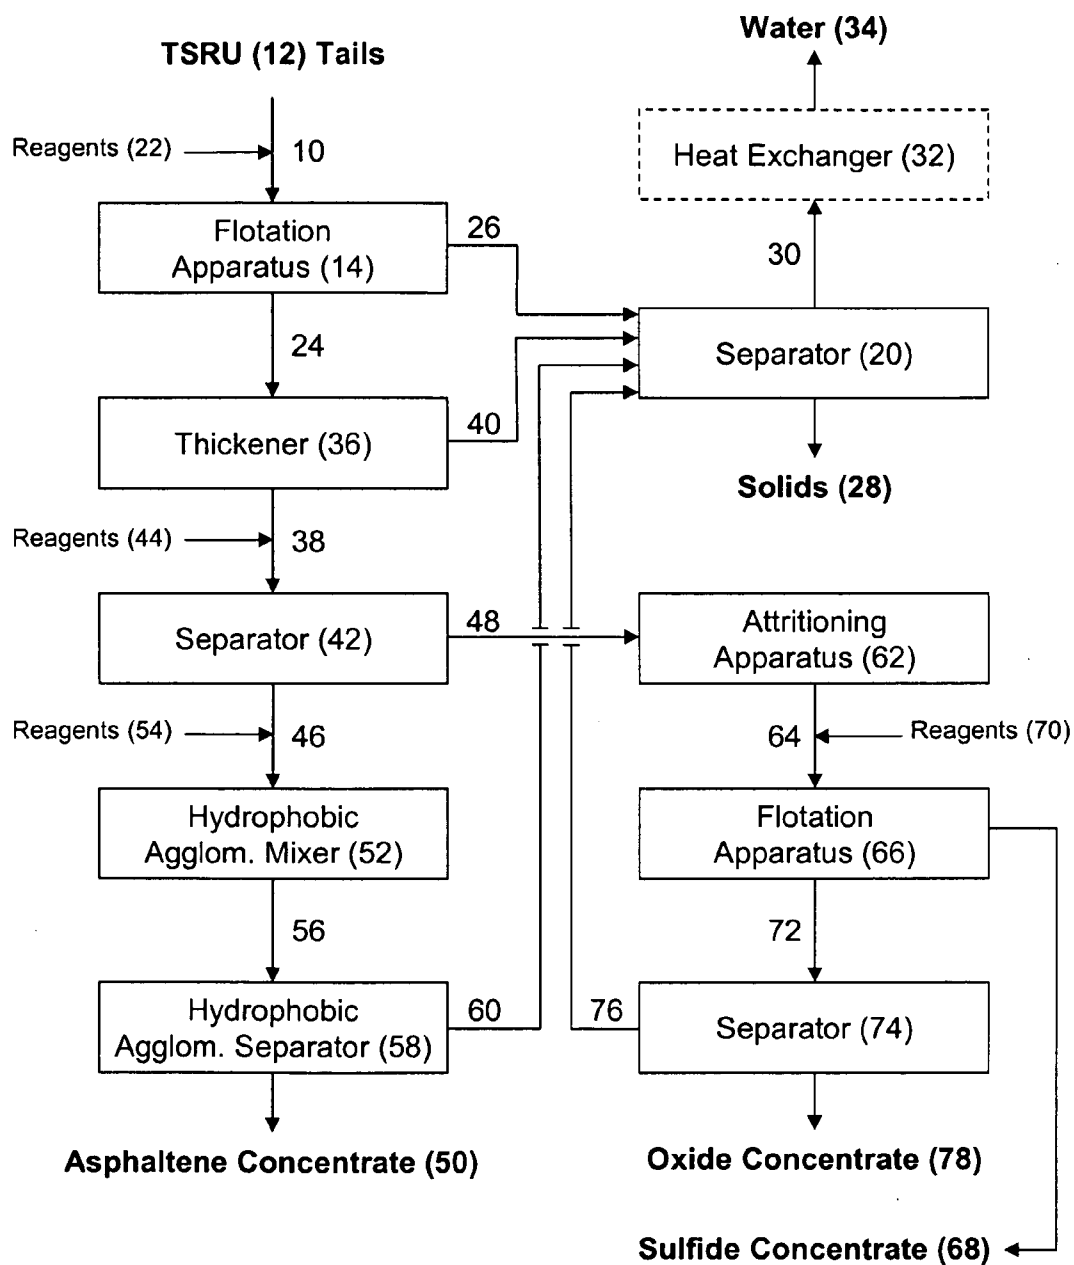 TSRU (12) Tails
Water (34)
Reagents (22)
10
Heat Exchanger (32)
Flotation
Apparatus (14)
26
30
24
Separator (20)
Thickener (36)
40
Solids (28)
Reagents (44)
38
Separator (42)
48
Attritioning
Apparatus (62)
Reagents (54)
46
64
Reagents (70)
Hydrophobic
Agglom. Mixer (52)
Flotation
Apparatus (66)
56
72
Hydrophobic
Agglom. Separator (58)
60
76
Separator (74)
Asphaltene Concentrate (50)
Oxide Concentrate (78)
Sulfide Concentrate (68)